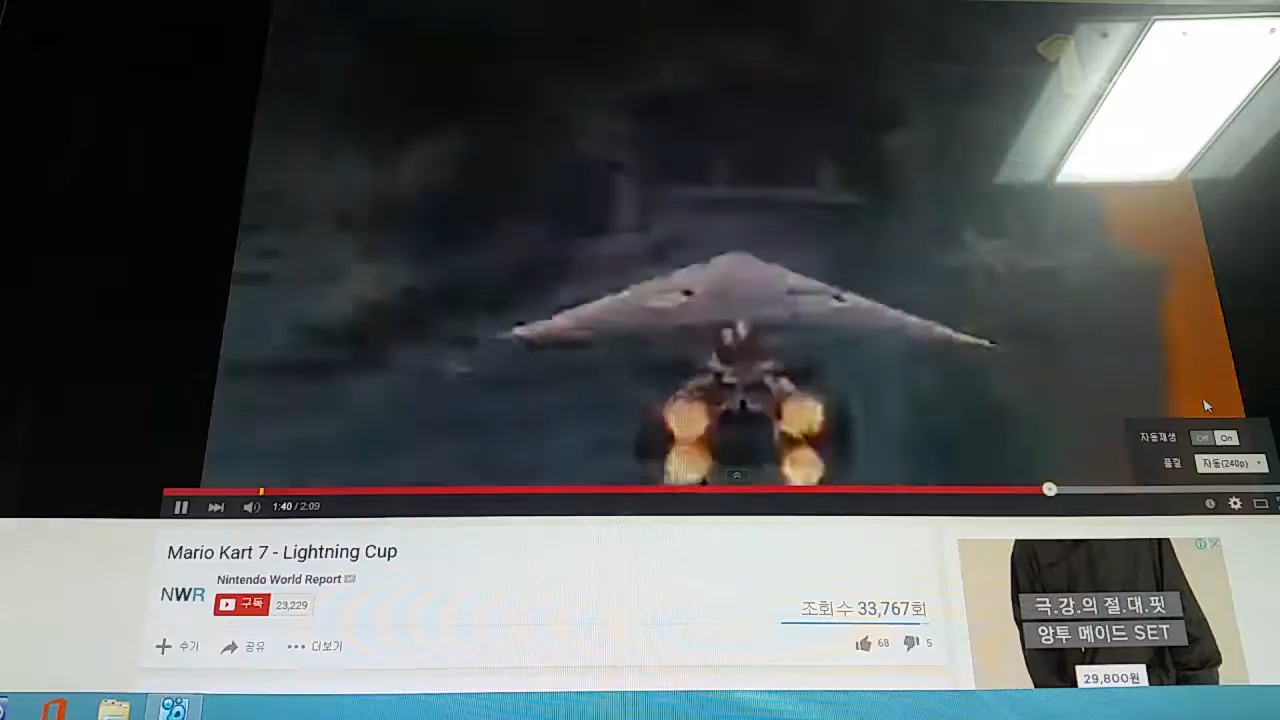 자동재생 Off On
품질 자동(240p)
1:40 / 2:09
Mario Kart 7 - Lightning Cup
NWR
Nintendo World Report
구독 23,229
조회수 33,767회
추가 공유 더보기
68 5
극.강.의 절.대.핏
앙투 메이드 SET
29,800원